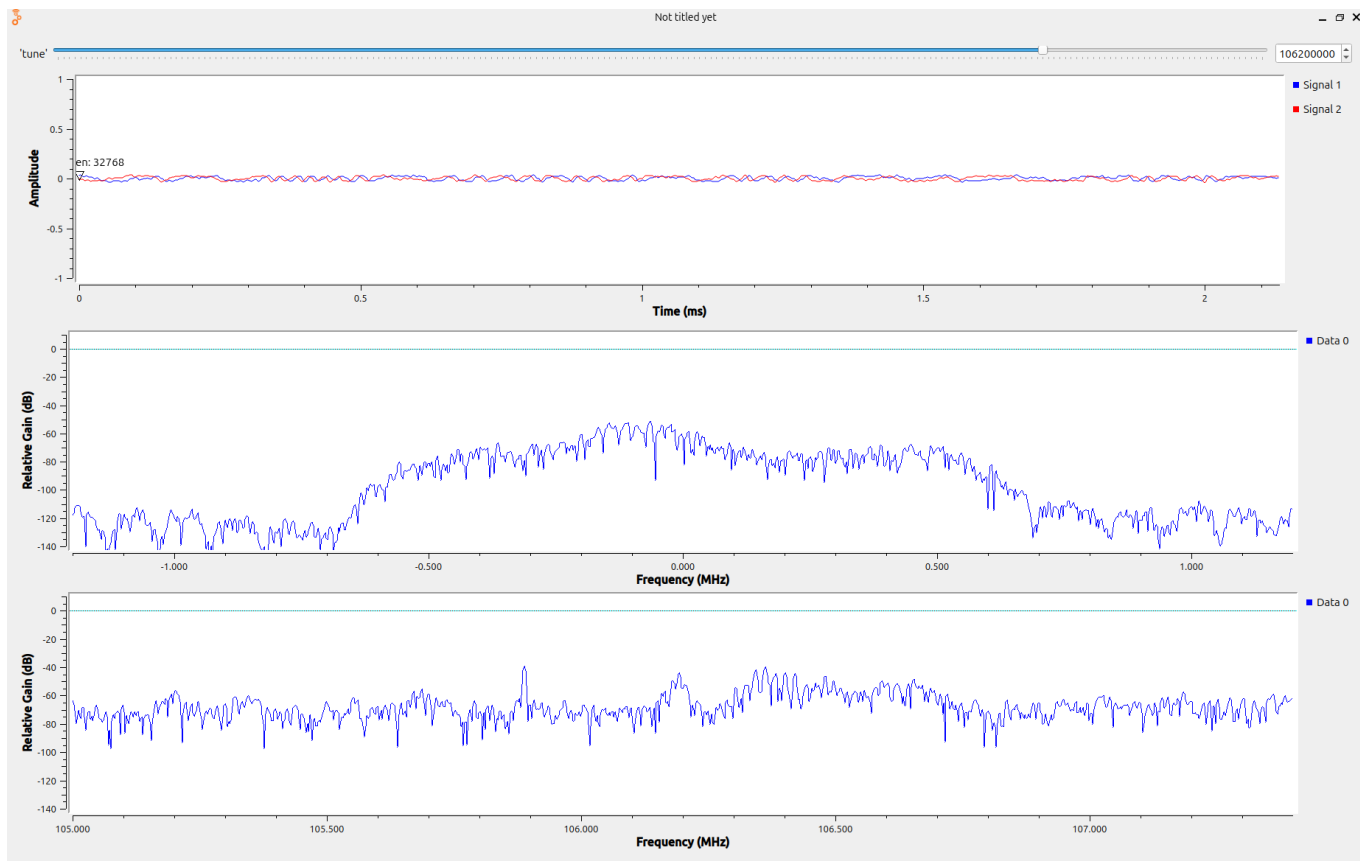 Not titled yet
'tune' 106200000
1
0.5
0
-0.5
-1
Amplitude
en: 32768
0 0.5 1 1.5 2
Time (ms)
Signal 1
Signal 2
0
-20
-40
-60
-80
-100
-120
-140
Relative Gain (dB)
-1.000 -0.500 0.000 0.500 1.000
Frequency (MHz)
Data 0
0
-20
-40
-60
-80
-100
-120
-140
Relative Gain (dB)
105.000 105.500 106.000 106.500 107.000
Frequency (MHz)
Data 0